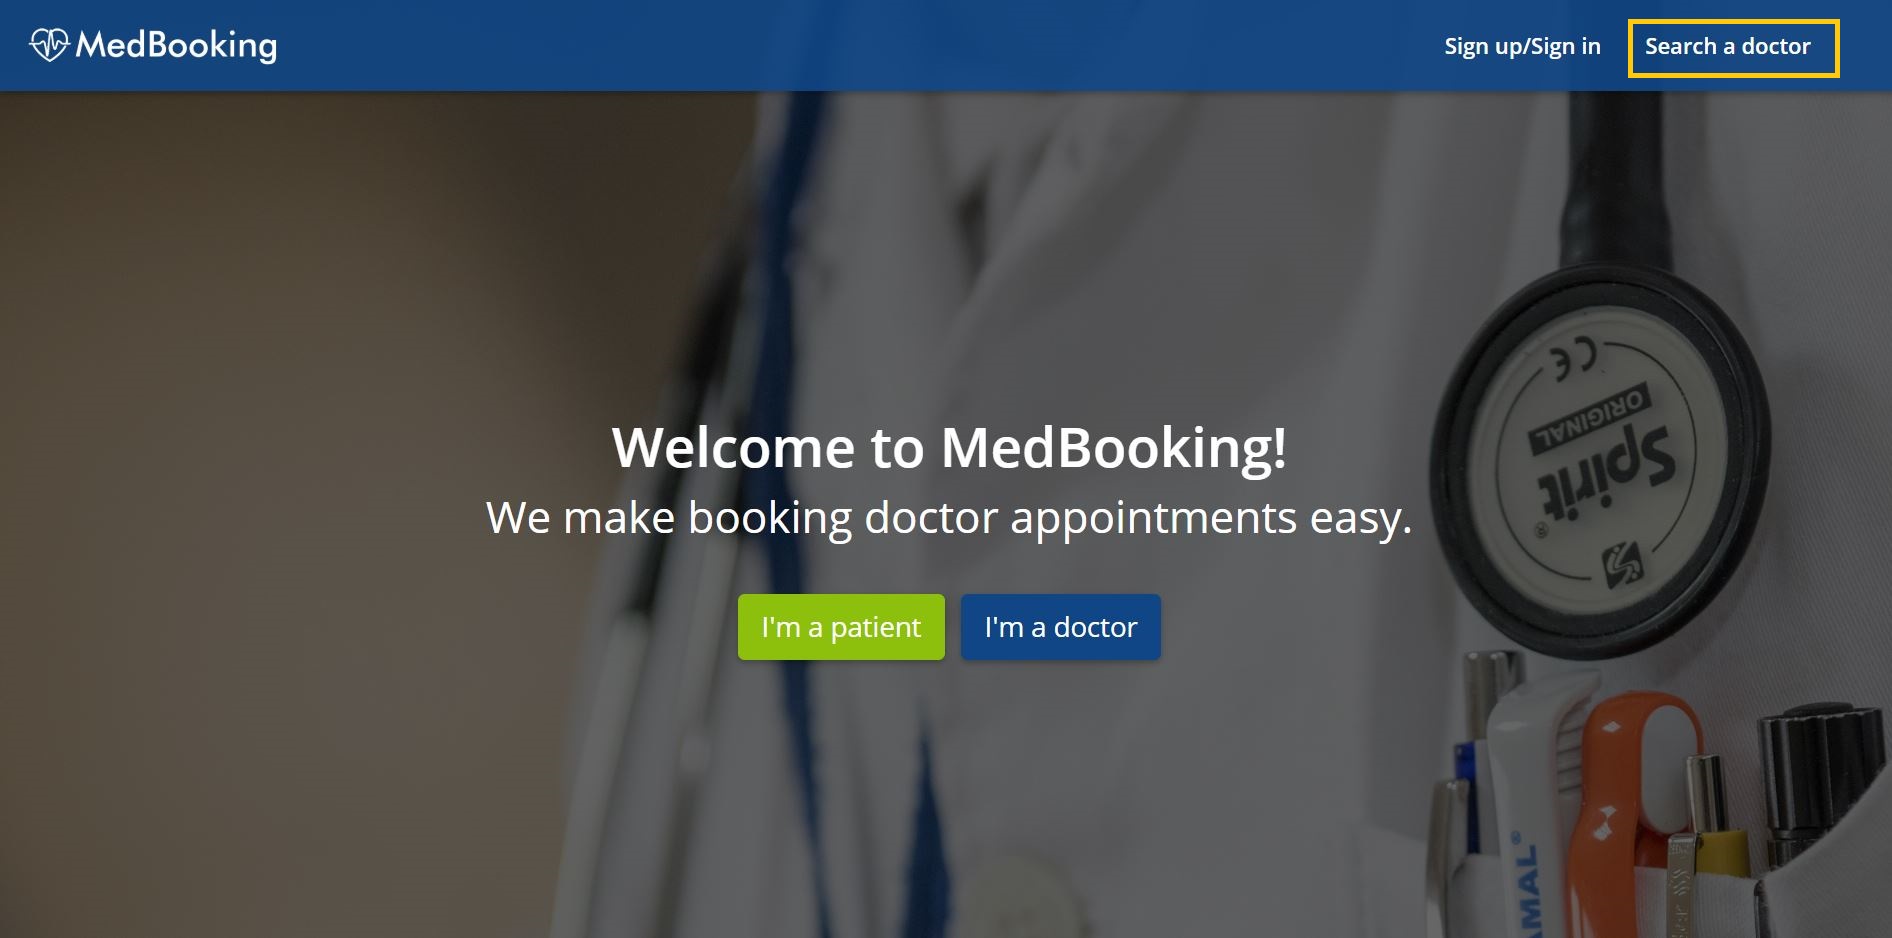 MedBooking
Sign up/Sign in
Search a doctor
Welcome to MedBooking!
We make booking doctor appointments easy.
I'm a patient
I'm a doctor
CE
ORIGINAL
Spirit®
AMAL®